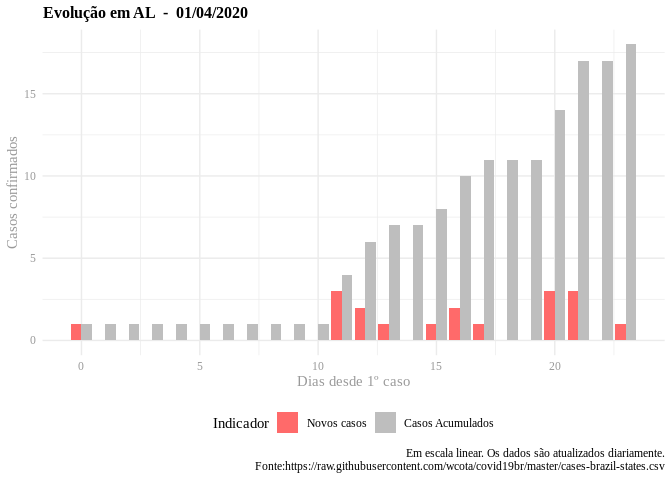 Evolução em AL  -  01/04/2020
Casos confirmados
15
10
5
0
0
5
10
15
20
Dias desde 1º caso
Indicador
Novos casos
Casos Acumulados
Em escala linear. Os dados são atualizados diariamente.
Fonte:https://raw.githubusercontent.com/wcota/covid19br/master/cases-brazil-states.csv